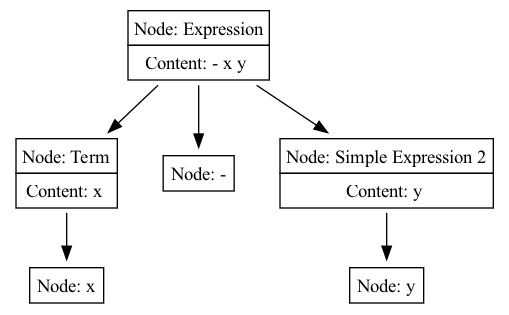 Node: Expression
Content: - x y
Node: Term
Content: x
Node: -
Node: Simple Expression 2
Content: y
Node: x
Node: y